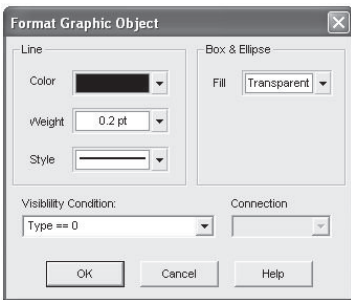 Format Graphic Object
Line
Box & Ellipse
Color
Fill
Transparent
Weight
0.2 pt
Style
Visiblility Condition:
Connection
Type == 0
OK
Cancel
Help